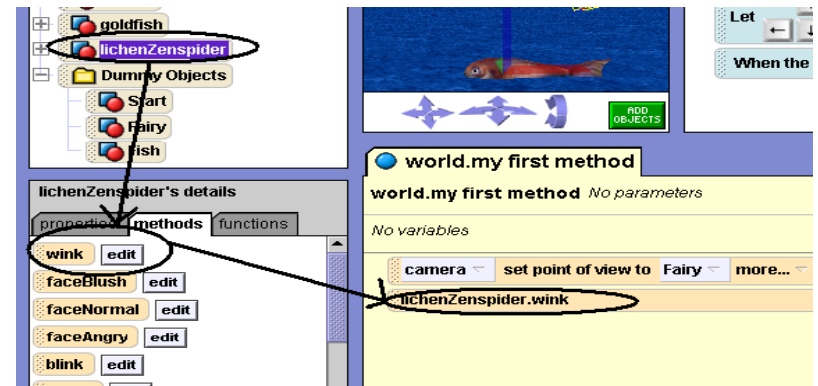 goldfish
lichenZenspider
Dummy Objects
Start
Fairy
Fish
ADD
OBJECTS
Let
When the
lichenZenspider's details
properties methods functions
wink edit
faceBlush edit
faceNormal edit
faceAngry edit
blink edit
world.my first method
world.my first method No parameters
No variables
camera set point of view to Fairy more...
lichenZenspider.wink